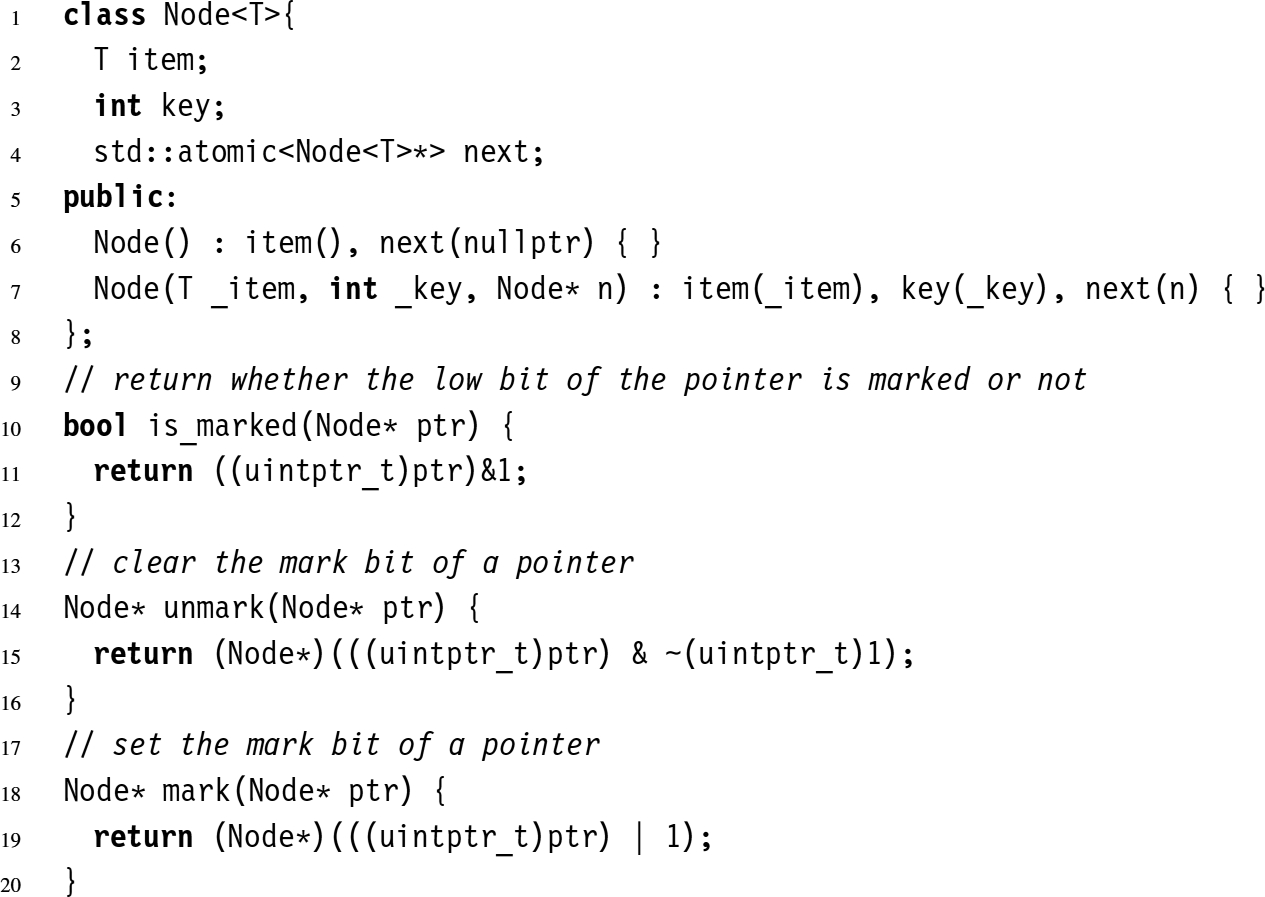 1 class Node<T>{
2 T item;
3 int key;
4 std::atomic<Node<T>*> next;
5 public:
6 Node() : item(), next(nullptr) { }
7 Node(T _item, int _key, Node* n) : item(_item), key(_key), next(n) { }
8 };
9 // return whether the low bit of the pointer is marked or not
10 bool is_marked(Node* ptr) {
11 return ((uintptr_t)ptr)&1;
12 }
13 // clear the mark bit of a pointer
14 Node* unmark(Node* ptr) {
15 return (Node*)(((uintptr_t)ptr) & ~(uintptr_t)1);
16 }
17 // set the mark bit of a pointer
18 Node* mark(Node* ptr) {
19 return (Node*)(((uintptr_t)ptr) | 1);
20 }